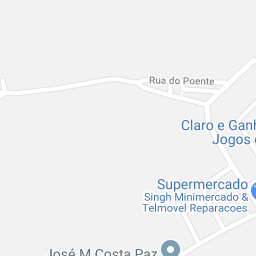 Rua do Poente
Claro e Ganh
Jogos
Supermercado
Singh Minimercado &
Telmovel Reparacoes
José M Costa Paz